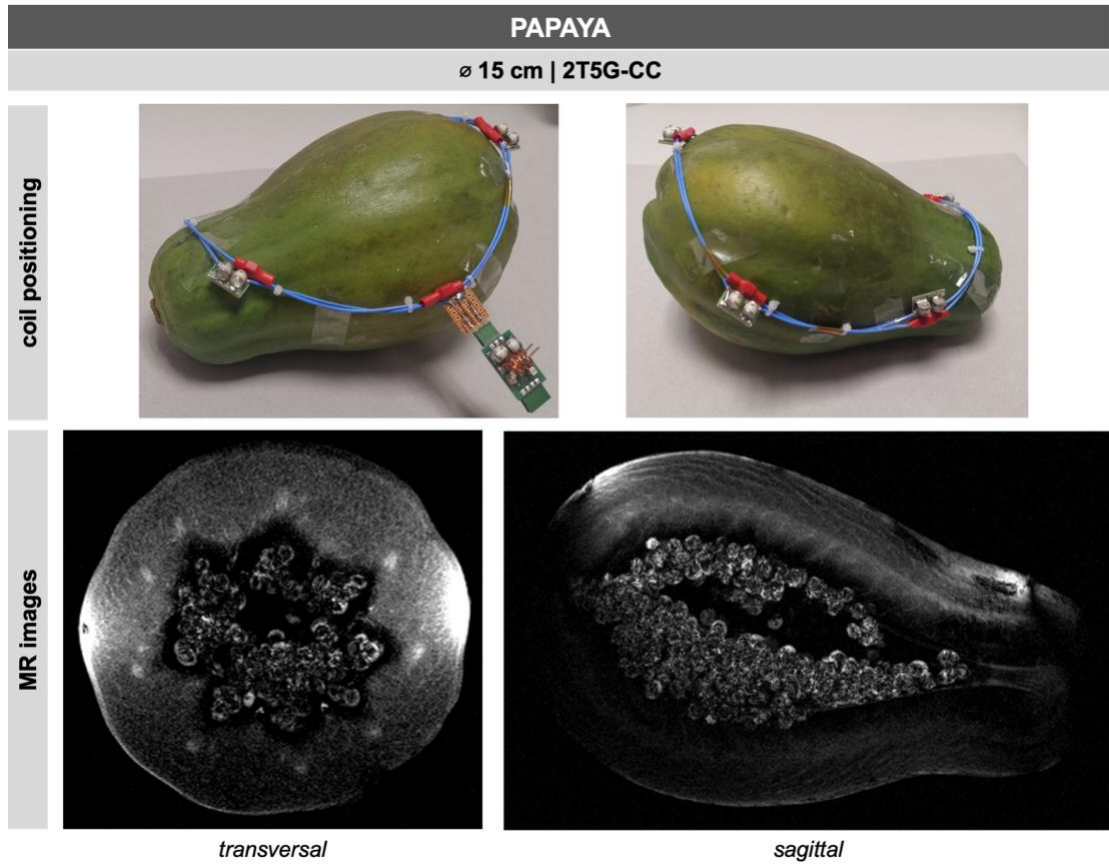 PAPAYA
⌀ 15 cm | 2T5G-CC
coil positioning
MR images
transversal
sagittal